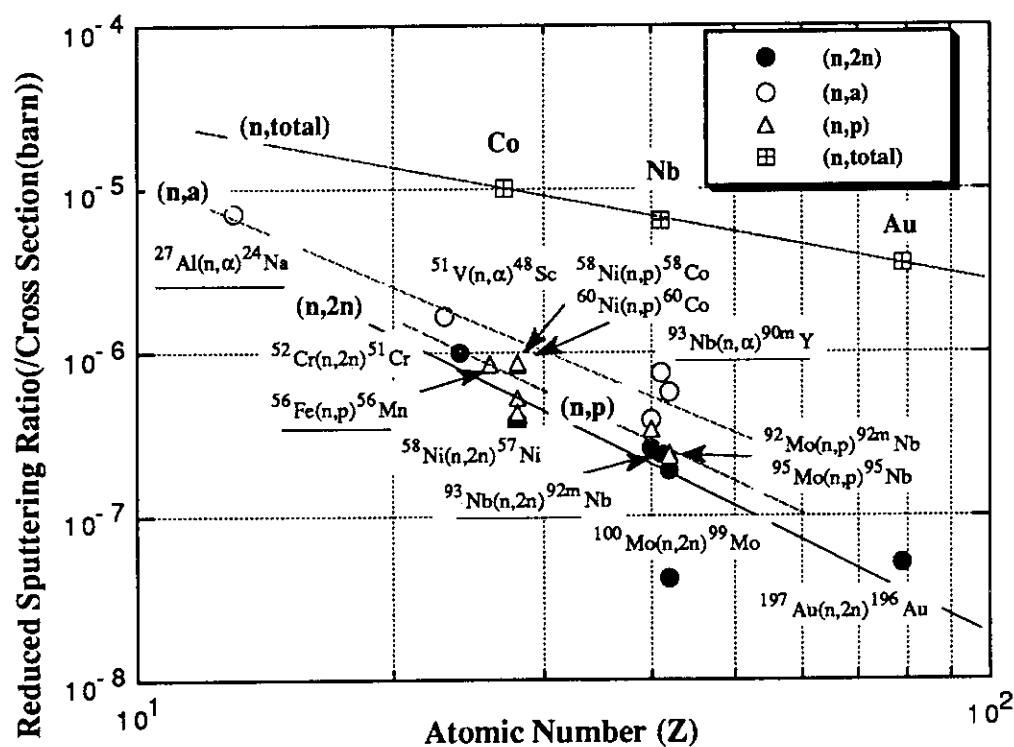 10⁻⁴
(n,2n)
(n,a)
(n,p)
(n,total)
(n,total)
Co
Nb
Au
10⁻⁵
(n,a)
²⁷Al(n,α)²⁴Na
⁵¹V(n,α)⁴⁸Sc
⁵⁸Ni(n,p)⁵⁸Co
⁶⁰Ni(n,p)⁶⁰Co
(n,2n)
⁹³Nb(n,α)⁹⁰ᵐY
10⁻⁶
⁵²Cr(n,2n)⁵¹Cr
⁵⁶Fe(n,p)⁵⁶Mn
(n,p)
⁵⁸Ni(n,2n)⁵⁷Ni
⁹²Mo(n,p)⁹²ᵐNb
⁹⁵Mo(n,p)⁹⁵Nb
⁹³Nb(n,2n)⁹²ᵐNb
10⁻⁷
¹⁰⁰Mo(n,2n)⁹⁹Mo
¹⁹⁷Au(n,2n)¹⁹⁶Au
10⁻⁸
10¹
10²
Atomic Number (Z)
Reduced Sputtering Ratio(/Cross Section(barn))